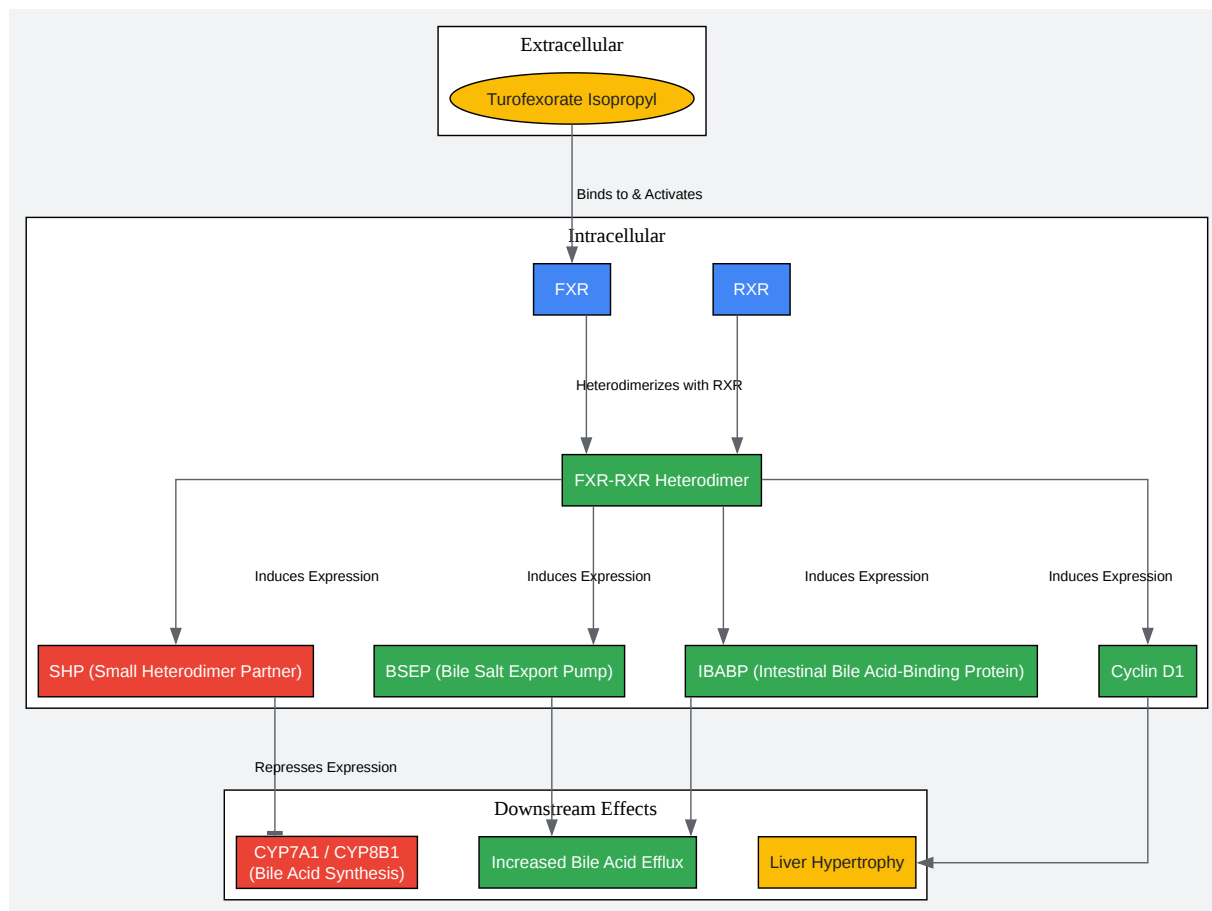 Extracellular
Turofexorate Isopropyl
Binds to & Activates
Intracellular
FXR
RXR
Heterodimerizes with RXR
FXR-RXR Heterodimer
Induces Expression
Induces Expression
Induces Expression
Induces Expression
SHP (Small Heterodimer Partner)
BSEP (Bile Salt Export Pump)
IBABP (Intestinal Bile Acid-Binding Protein)
Cyclin D1
Represses Expression
Downstream Effects
CYP7A1 / CYP8B1
(Bile Acid Synthesis)
Increased Bile Acid Efflux
Liver Hypertrophy